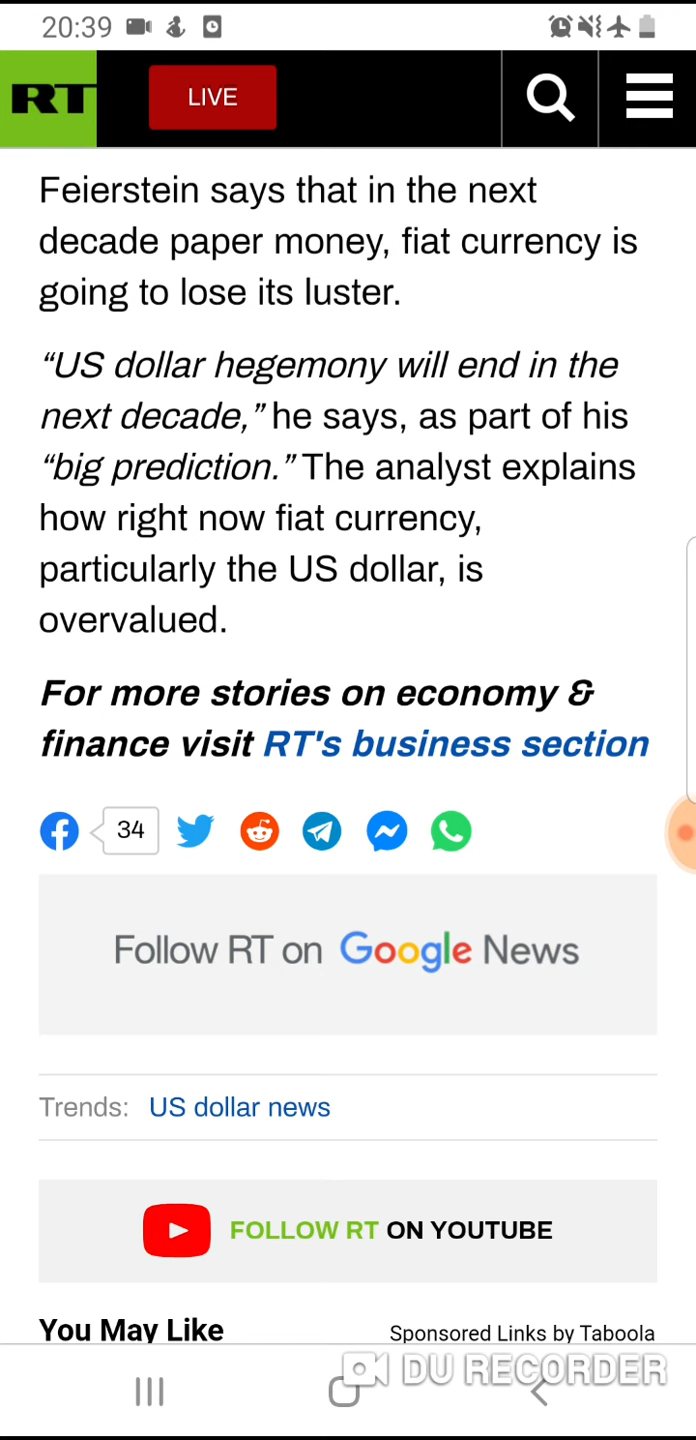 20:39
RT
LIVE
Feierstein says that in the next
decade paper money, fiat currency is
going to lose its luster.
“US dollar hegemony will end in the
next decade,” he says, as part of his
“big prediction.” The analyst explains
how right now fiat currency,
particularly the US dollar, is
overvalued.
For more stories on economy &
finance visit RT's business section
34
Follow RT on Google News
Trends: US dollar news
FOLLOW RT ON YOUTUBE
You May Like Sponsored Links by Taboola
DU RECORDER